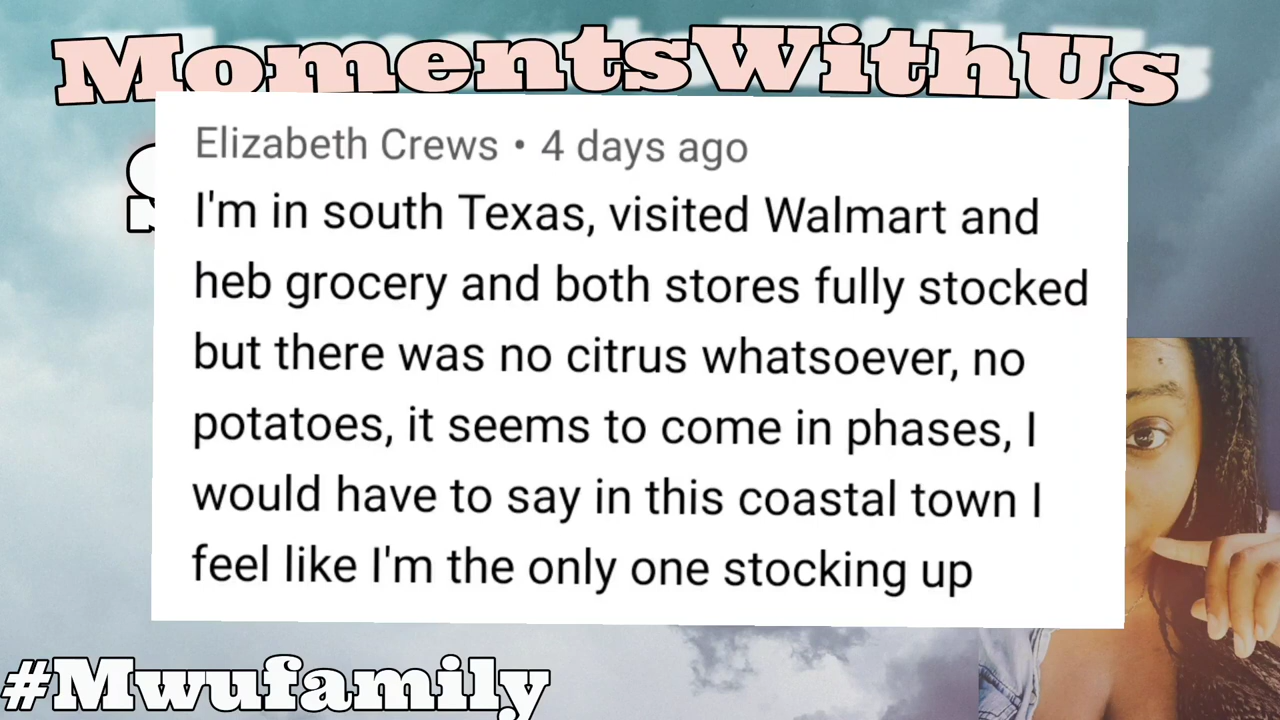 MomentsWithUs
Elizabeth Crews • 4 days ago
I'm in south Texas, visited Walmart and
heb grocery and both stores fully stocked
but there was no citrus whatsoever, no
potatoes, it seems to come in phases, I
would have to say in this coastal town I
feel like I'm the only one stocking up
#Mwufamily